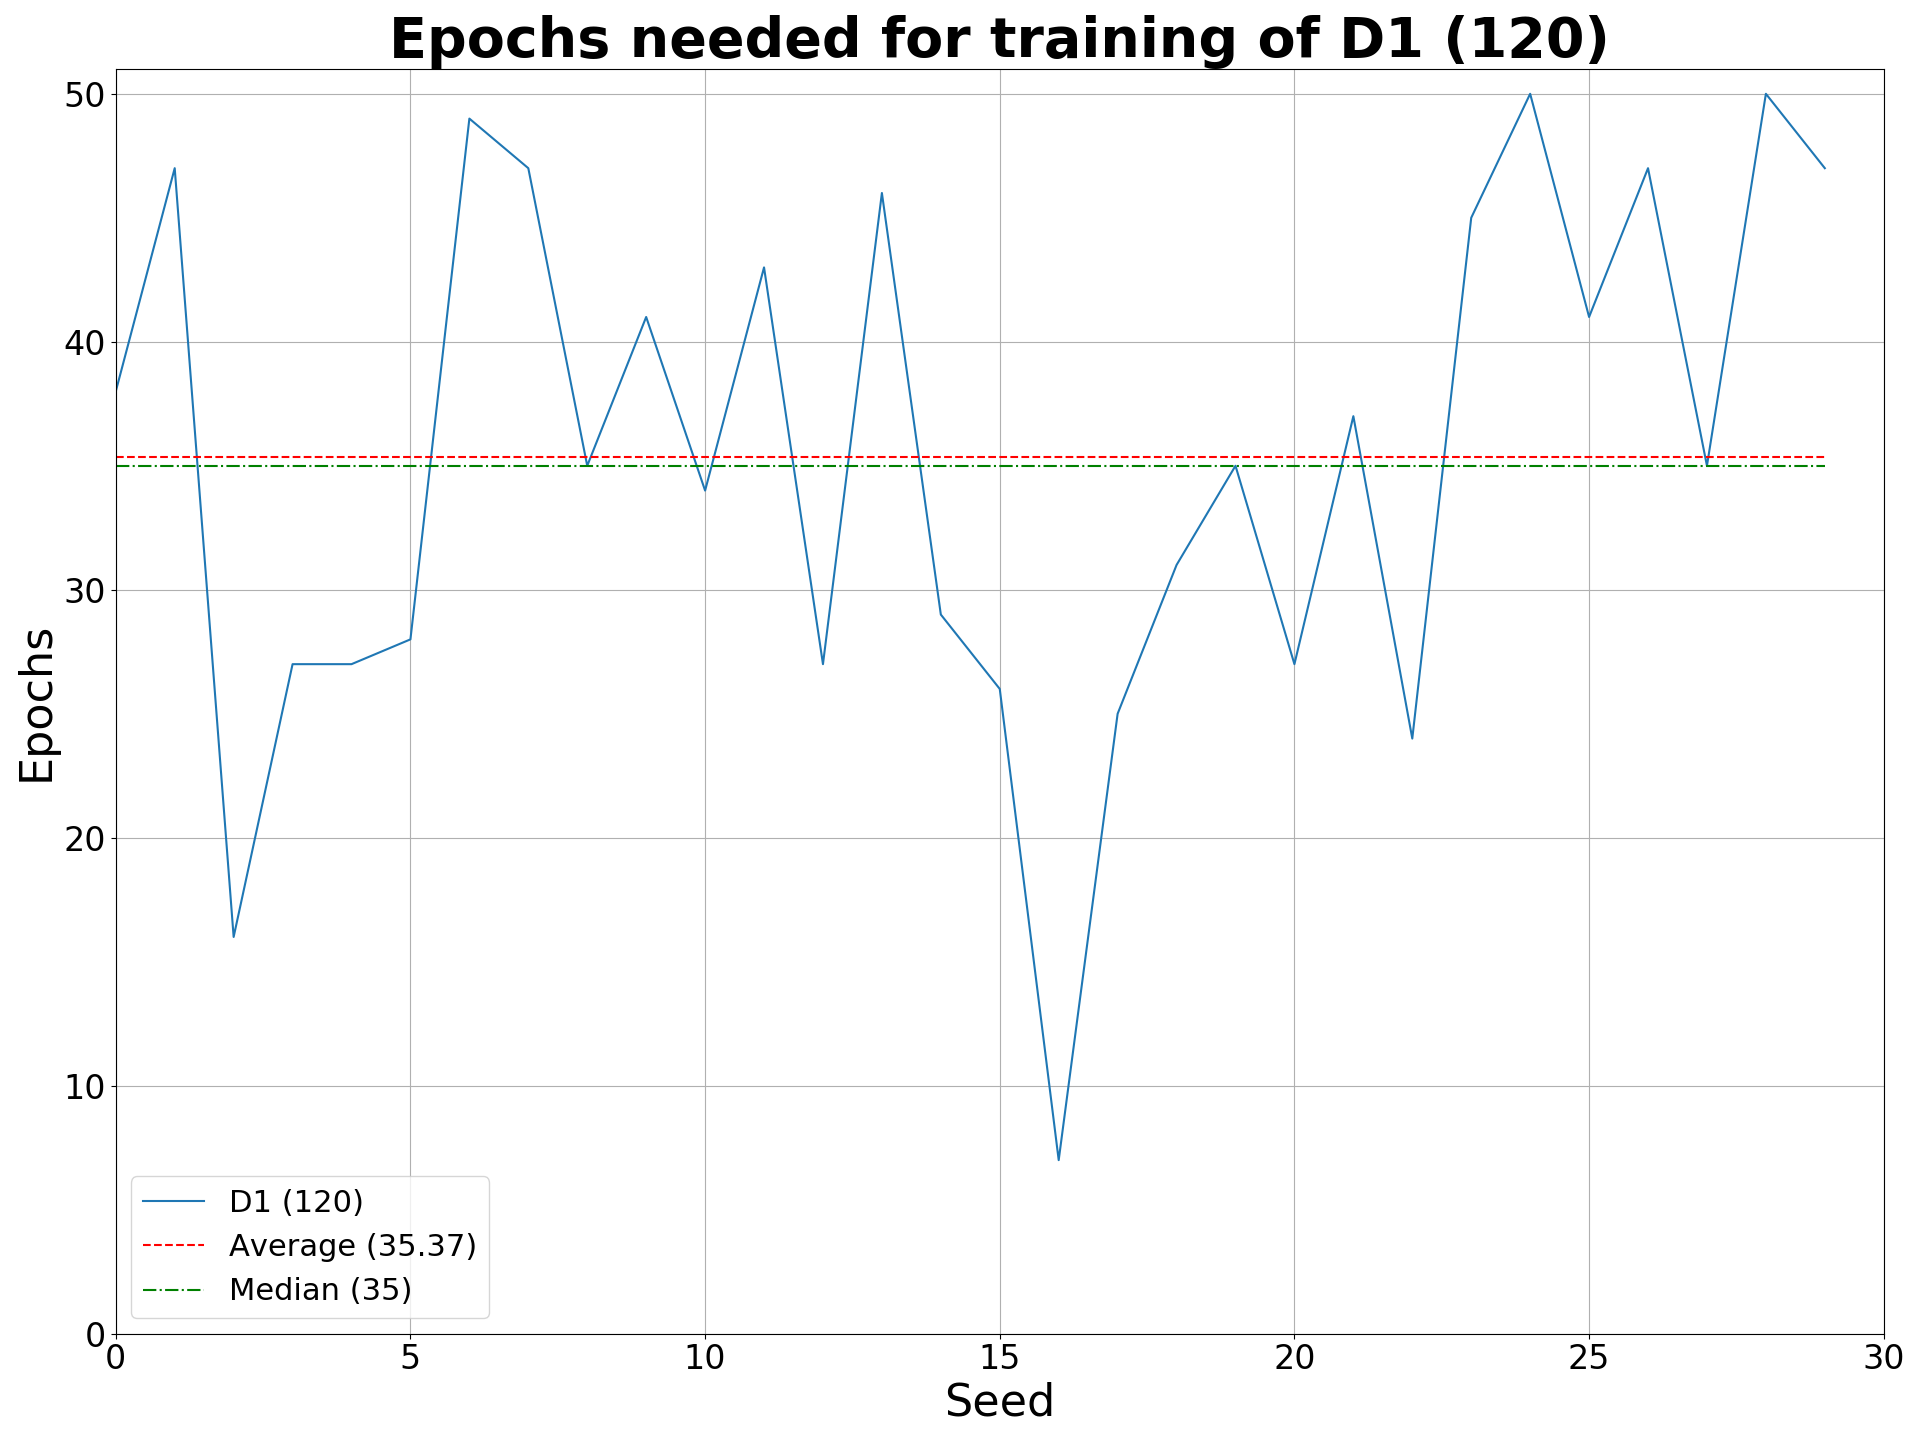 Epochs needed for training of D1 (120)
50
40
30
20
10
0
Epochs
D1 (120)
Average (35.37)
Median (35)
0 5 10 15 20 25 30
Seed